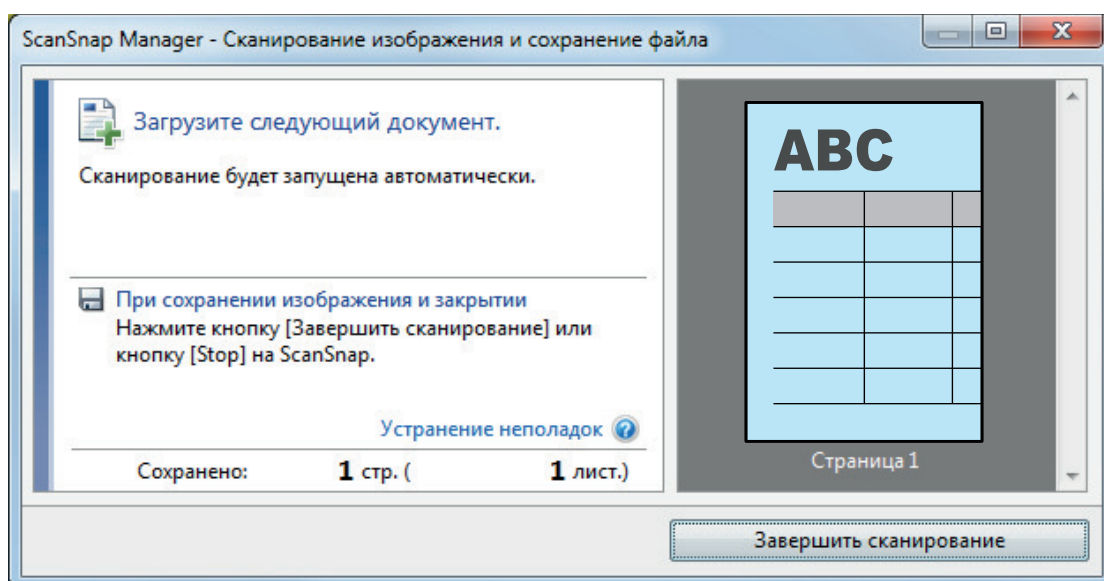 ScanSnap Manager - Сканирование изображения и сохранение файла
Загрузите следующий документ.
Сканирование будет запущена автоматически.
При сохранении изображения и закрытии
Нажмите кнопку [Завершить сканирование] или
кнопку [Stop] на ScanSnap.
Устранение неполадок
Сохранено: 1 стр. ( 1 лист.)
ABC
Страница 1
Завершить сканирование